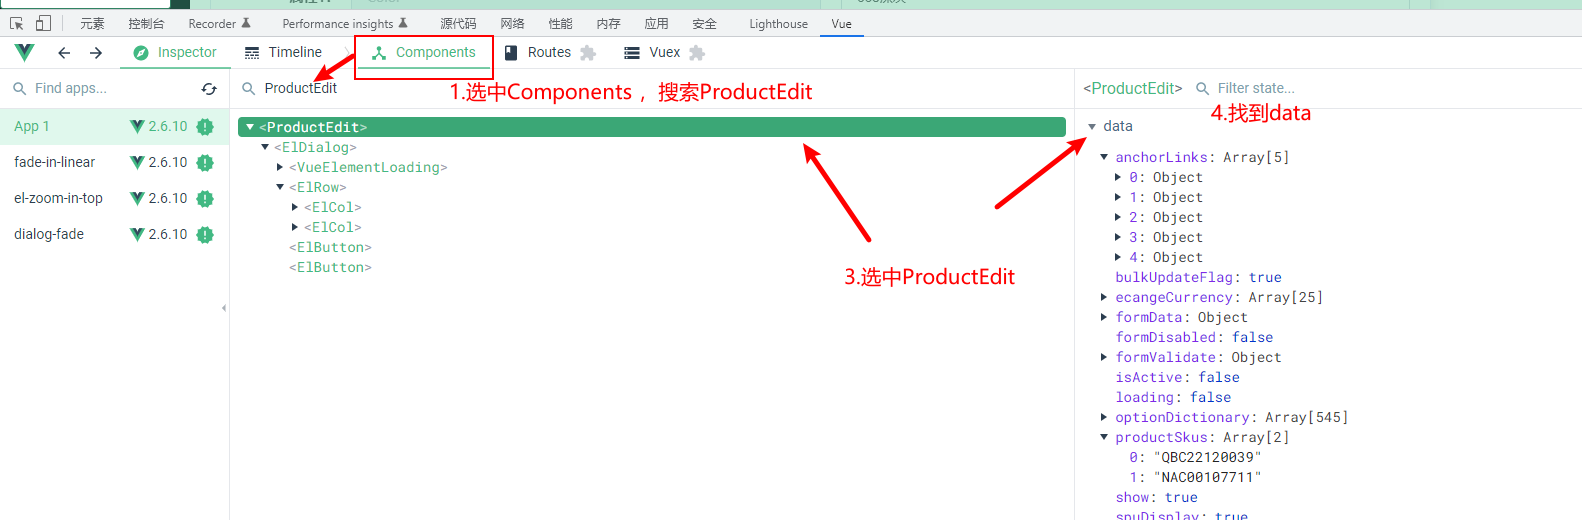 元素 控制台 Recorder Performance insights 源代码 网络 性能 内存 应用 安全 Lighthouse Vue
Inspector Timeline Components Routes Vuex
Find apps... ProductEdit <ProductEdit> Filter state...
1.选中Components ，搜索ProductEdit
4.找到data
App 1 2.6.10
fade-in-linear 2.6.10
el-zoom-in-top 2.6.10
dialog-fade 2.6.10
<ProductEdit>
<ElDialog>
<VueElementLoading>
<ElRow>
<ElCol>
<ElCol>
<ElButton>
<ElButton>
3.选中ProductEdit
data
anchorLinks: Array[5]
0: Object
1: Object
2: Object
3: Object
4: Object
bulkUpdateFlag: true
ecangeCurrency: Array[25]
formData: Object
formDisabled: false
formValidate: Object
isActive: false
loading: false
optionDictionary: Array[545]
productSkus: Array[2]
0: "QBC22120039"
1: "NAC00107711"
show: true
spuDisplay: true